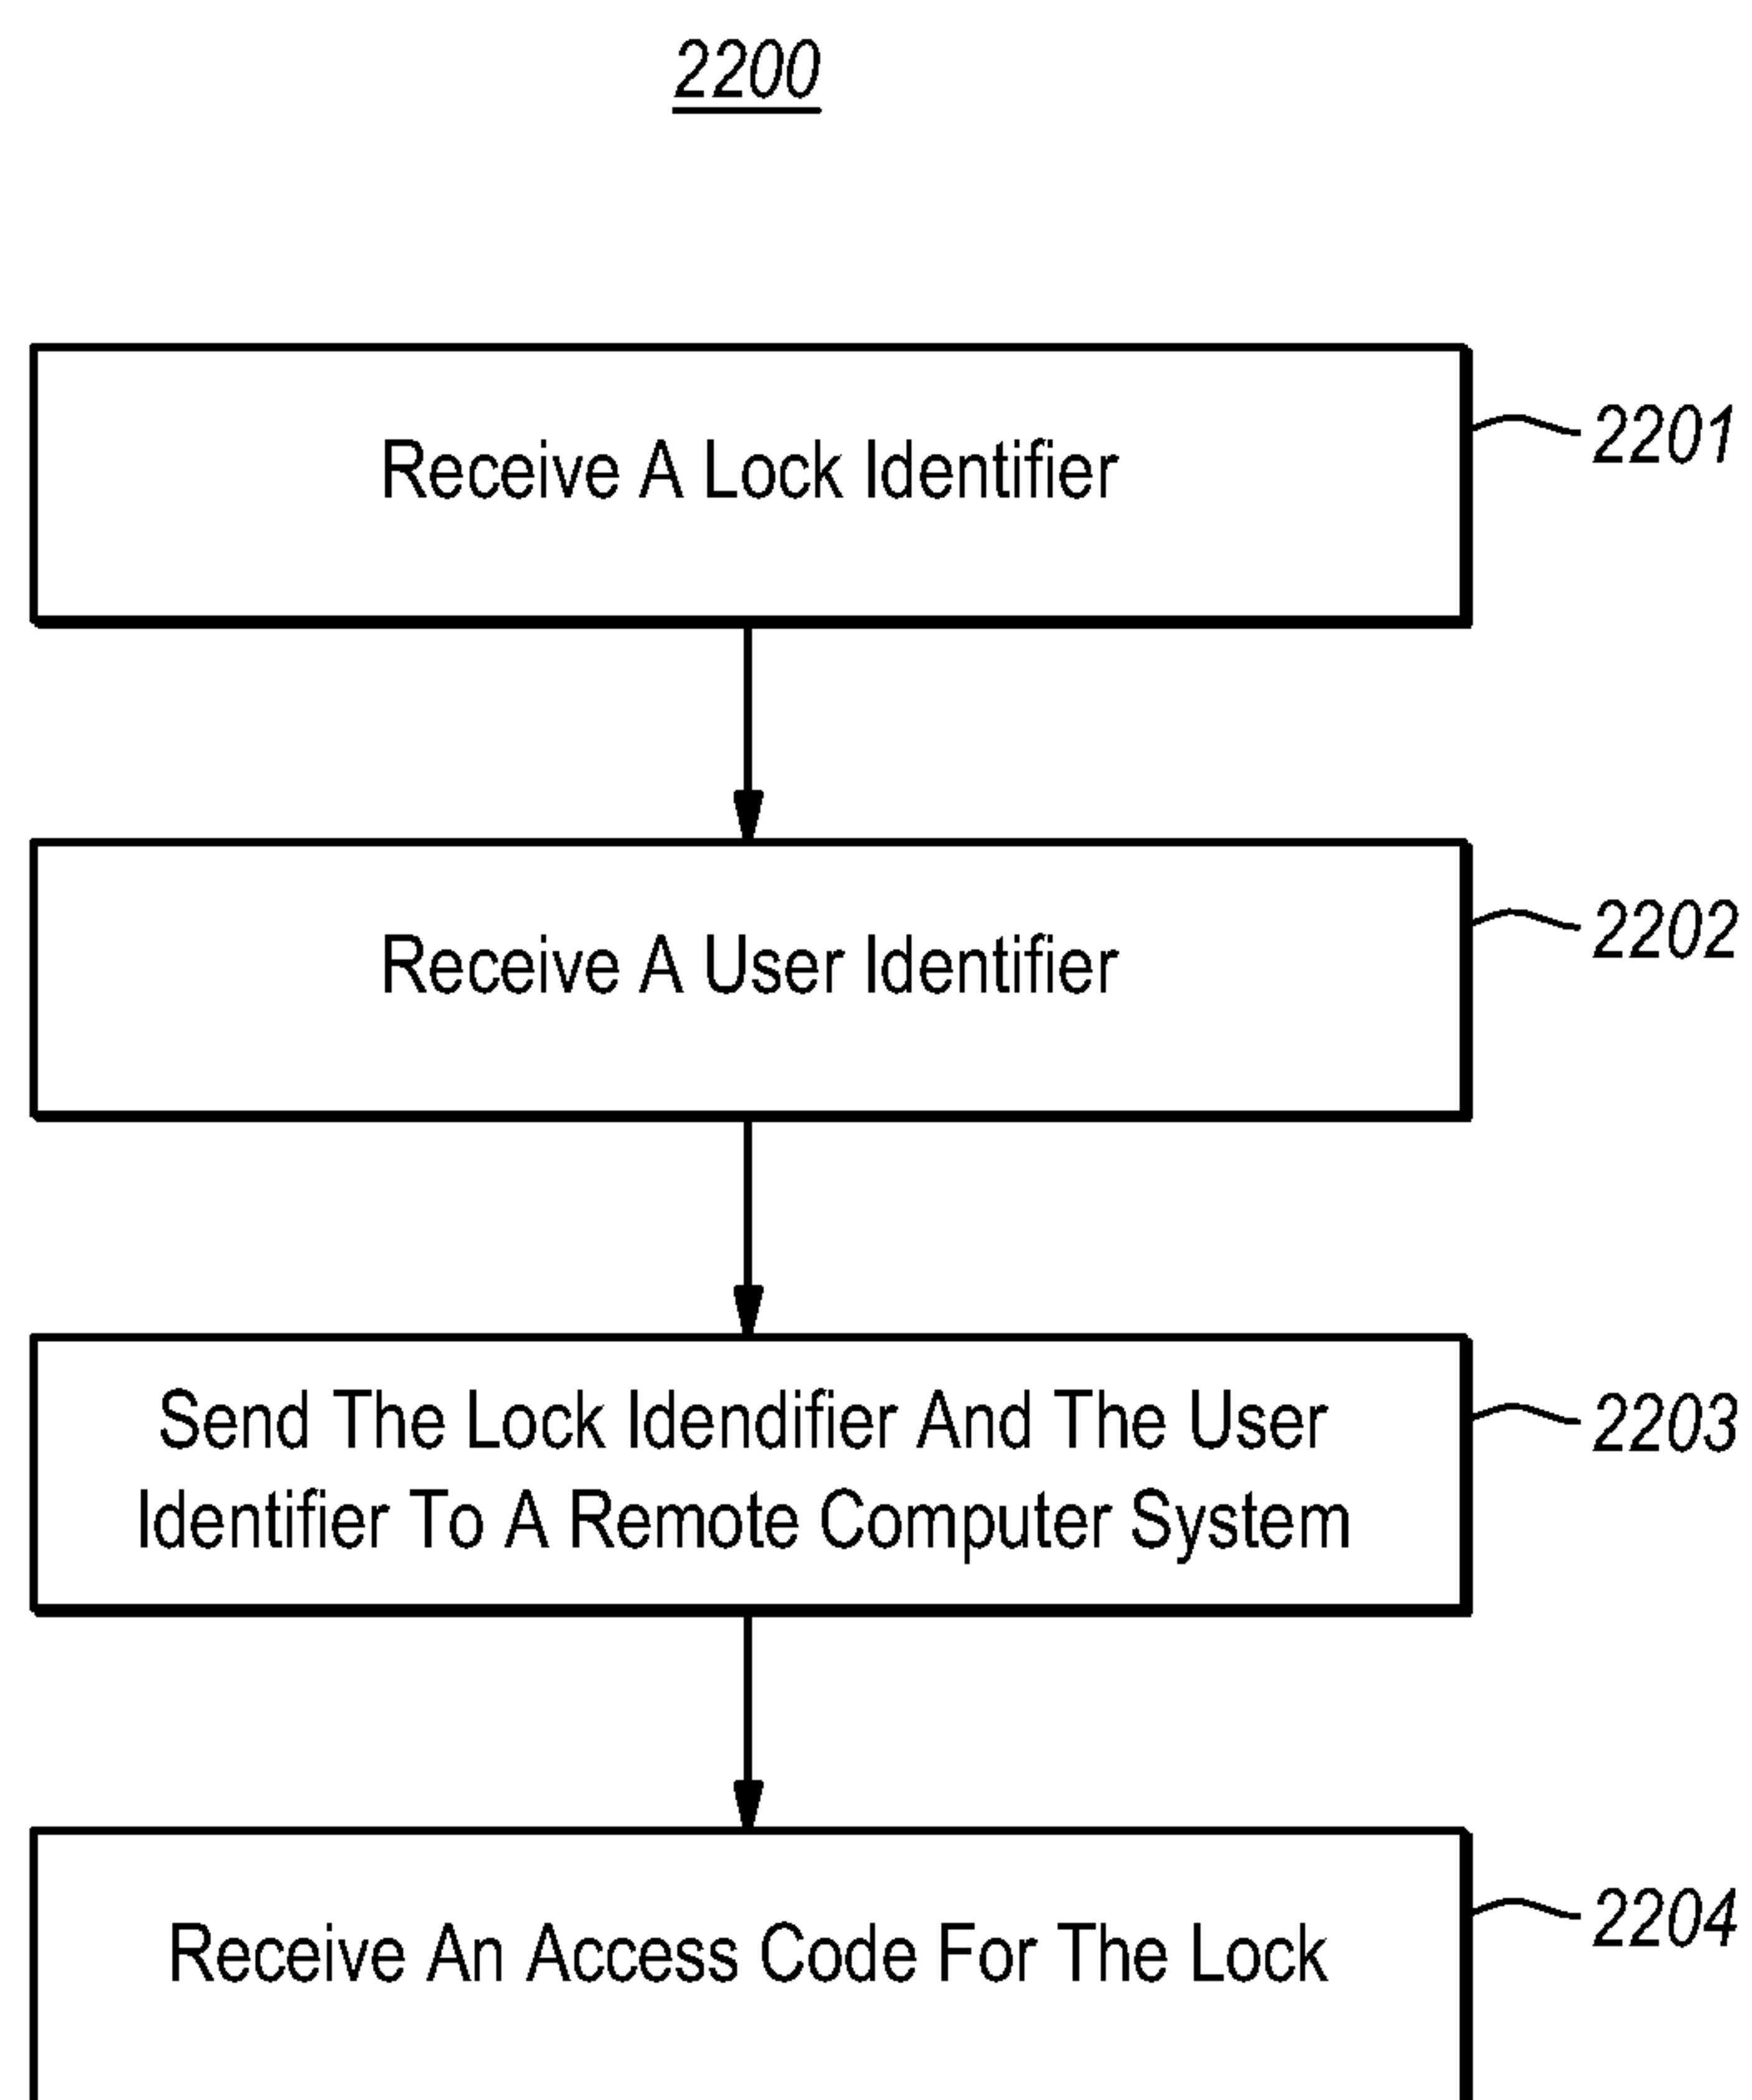 2200
Receive A Lock Identifier
2201
Receive A User Identifier
2202
Send The Lock Idendifier And The User
Identifier To A Remote Computer System
2203
Receive An Access Code For The Lock
2204